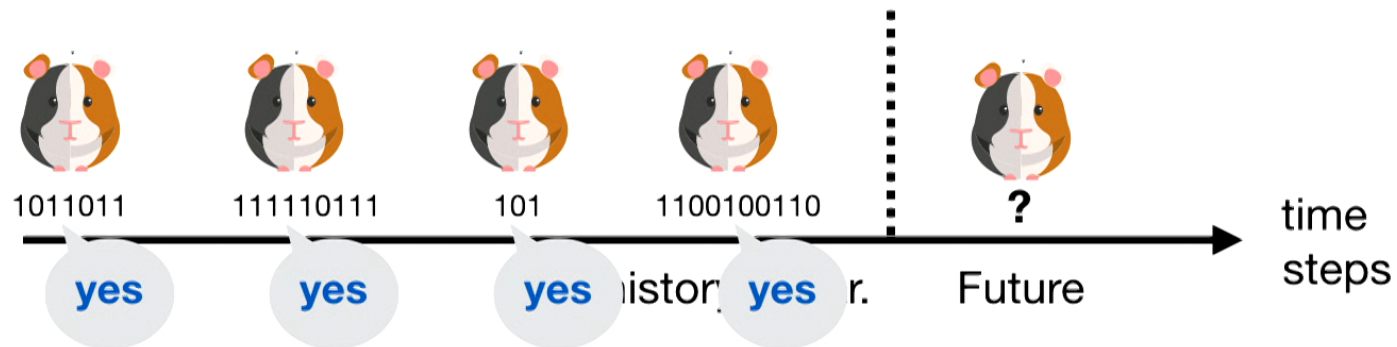 1011011 111110111 101 1100100110 ?
time
steps
yes yes yes yes Future